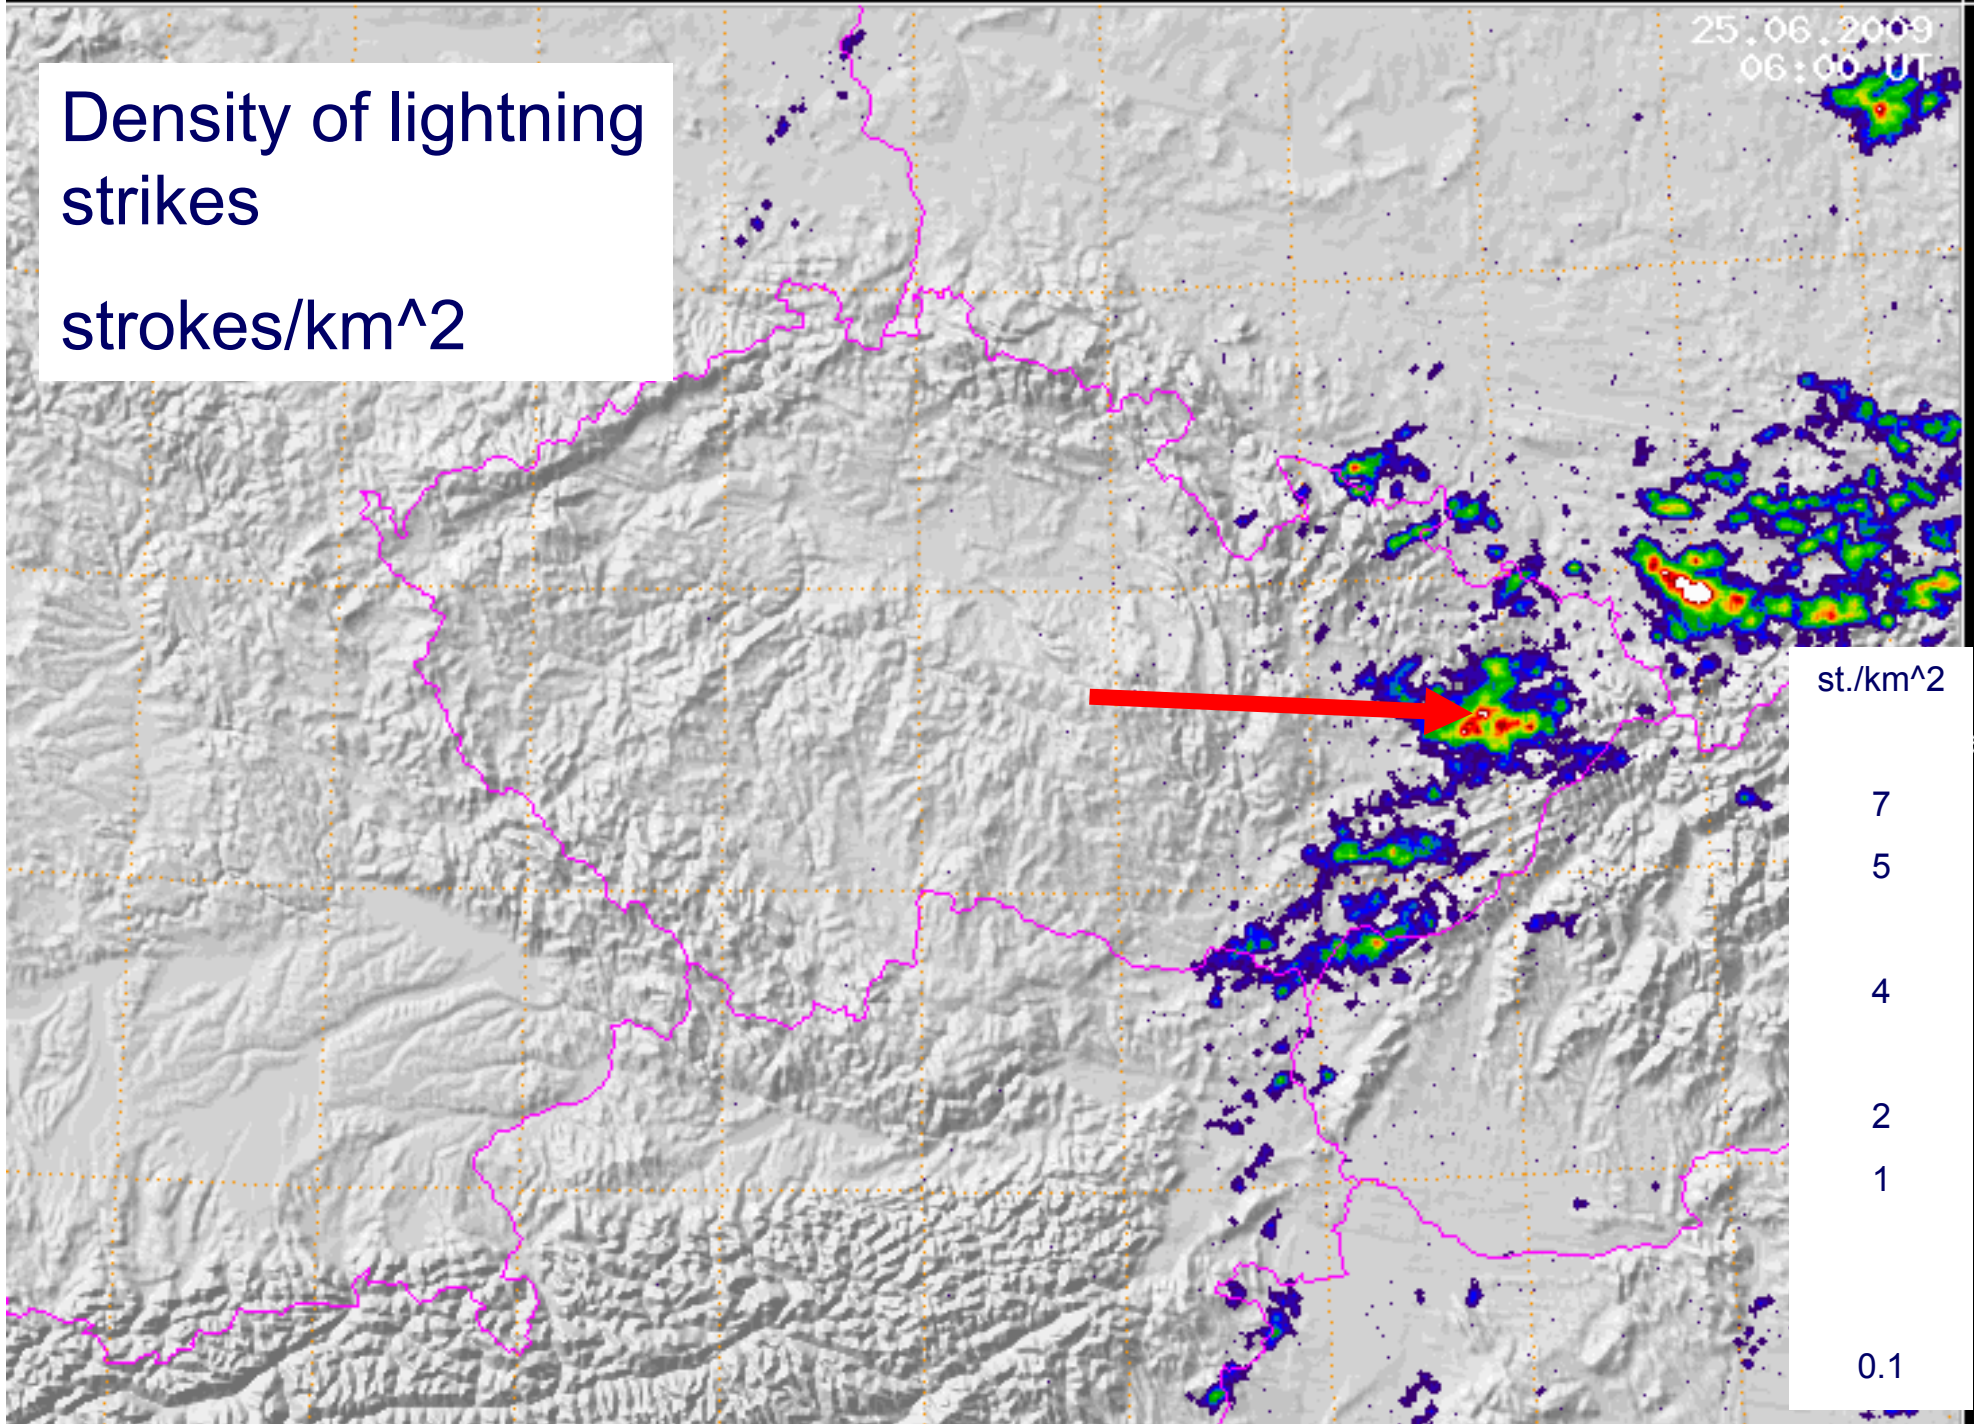 25.06.2009
06:00 UT
Density of lightning
strikes
strokes/km^2
st./km^2
7
5
4
2
1
0.1